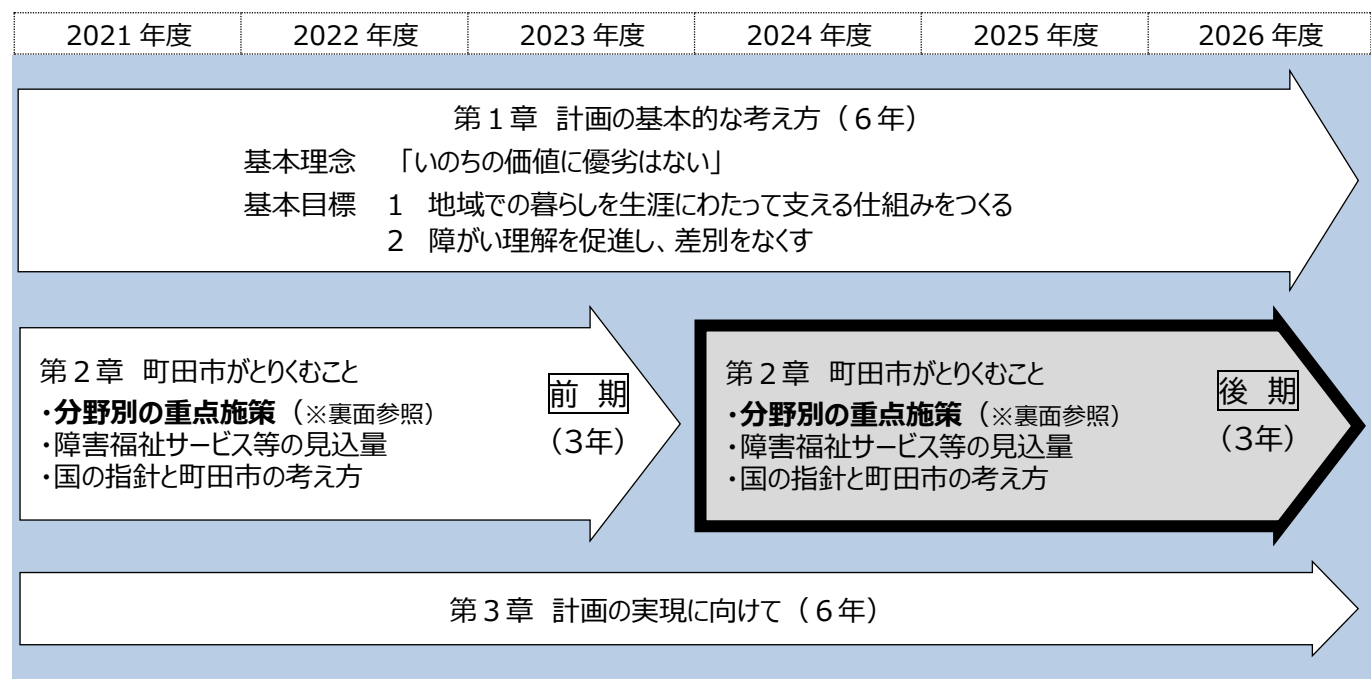 2021 年度 2022 年度 2023 年度 2024 年度 2025 年度 2026 年度
第1章 計画の基本的な考え方(6年)
基本理念 「いのちの価値に優劣はない」
基本目標 1 地域での暮らしを生涯にわたって支える仕組みをつくる
2 障がい理解を促進し、差別をなくす
第2章 町田市がとりくむこと
・分野別の重点施策(※裏面参照)
・障害福祉サービス等の見込量
・国の指針と町田市の考え方
前 期
(3年)
第2章 町田市がとりくむこと
・分野別の重点施策(※裏面参照)
・障害福祉サービス等の見込量
・国の指針と町田市の考え方
後 期
(3年)
第3章 計画の実現に向けて(6年)